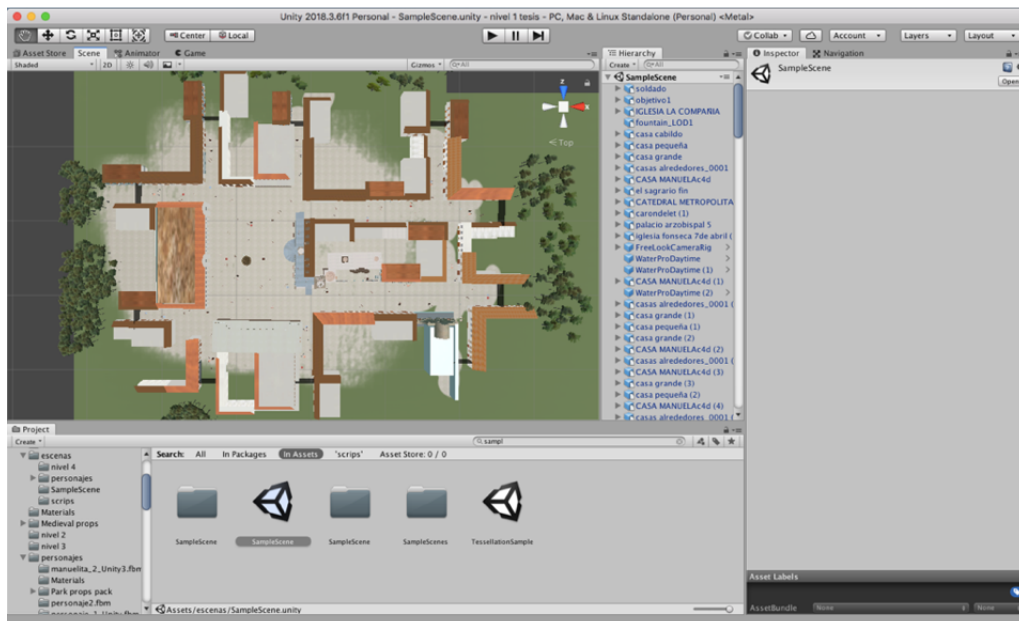 Unity 2018.3.6f1 Personal - SampleScene.unity - nivel 1 tesis - PC, Mac & Linux Standalone (Personal) <Metal>
Center Local Collab Account Layers Layout
Asset Store Scene Animator Game
Shaded 2D Gizmos All
z
Top
Hierarchy
Create All
SampleScene
soldado
objetivo1
IGLESIA LA COMPAÑIA
fountain_LOD1
casa cabildo
casa pequeña
casa grande
casas alrededores_0001
CASA MANUELAc4d
el sagrario fin
CATEDRAL METROPOLITA
carondelet (1)
palacio arzobispal 5
iglesia fonseca 7de abril (
FreeLookCameraRig
WaterProDaytime
WaterProDaytime (1)
CASA MANUELAc4d (1)
WaterProDaytime (2)
casas alrededores_0001 (
casa grande (1)
casa pequeña (1)
casa grande (2)
CASA MANUELAc4d (2)
casas alrededores_0001 (
CASA MANUELAc4d (3)
casa grande (3)
casa pequeña (2)
CASA MANUELAc4d (4)
casas alrededores_0001 (
Inspector Navigation
SampleScene
Open
Project
Create sampl
Search: All In Packages In Assets 'scrips' Asset Store: 0 / 0
escenas
nivel 4
personajes
SampleScene
scrips
Materials
Medieval props
nivel 2
nivel 3
personajes
manuelita_2_Unity3.fbm
Materials
Park props pack
personaje2.fbm
SampleScene SampleScene SampleScene SampleScenes TessellationSample
Assets/escenas/SampleScene.unity
Asset Labels
AssetBundle None None